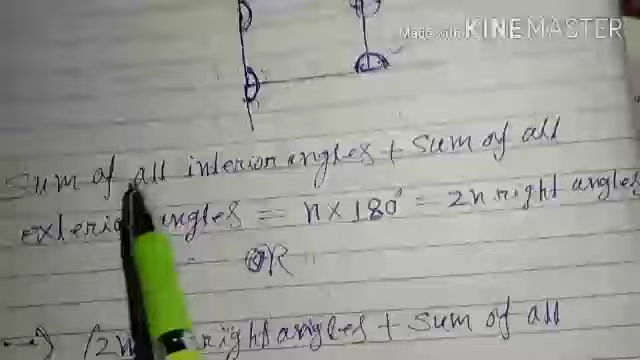 Made with KINEMASTER
Sum of all interior angles + sum of all
exterior angles = n × 180° = 2n right angles
OR
→ (2n right angles + sum of all